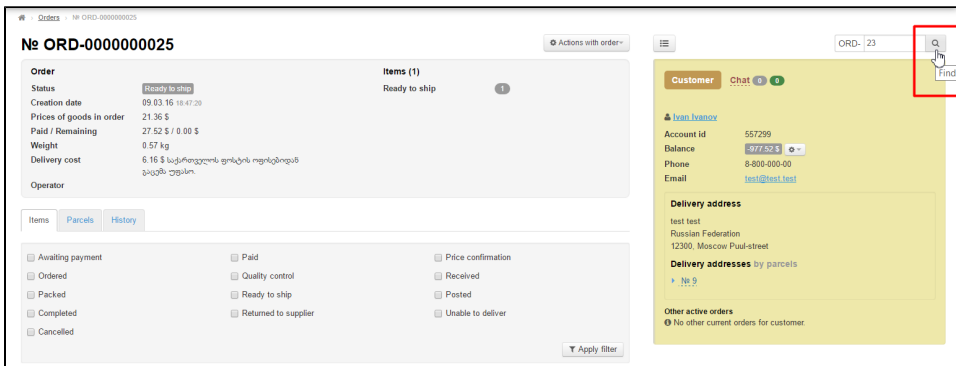 Orders № ORD-0000000025
№ ORD-0000000025
Actions with order
ORD- 23
Find
Order
Status Ready to ship
Creation date 09.03.16 18:47:20
Prices of goods in order 21.36 $
Paid / Remaining 27.52 $ / 0.00 $
Weight 0.57 kg
Delivery cost 6.16 $ საქართველოს ფოსტის ოფისებიდან
გაცემა უფასო.
Operator
Items (1)
Ready to ship 1
Customer Chat 0 0
Ivan Ivanov
Account id 557299
Balance -977.52 $
Phone 8-800-000-00
Email test@test.test
Delivery address
test test
Russian Federation
12300, Moscow Puul-street
Delivery addresses by parcels
№ 9
Other active orders
No other current orders for customer.
Items Parcels History
Awaiting payment Paid Price confirmation
Ordered Quality control Received
Packed Ready to ship Posted
Completed Returned to supplier Unable to deliver
Cancelled
Apply filter